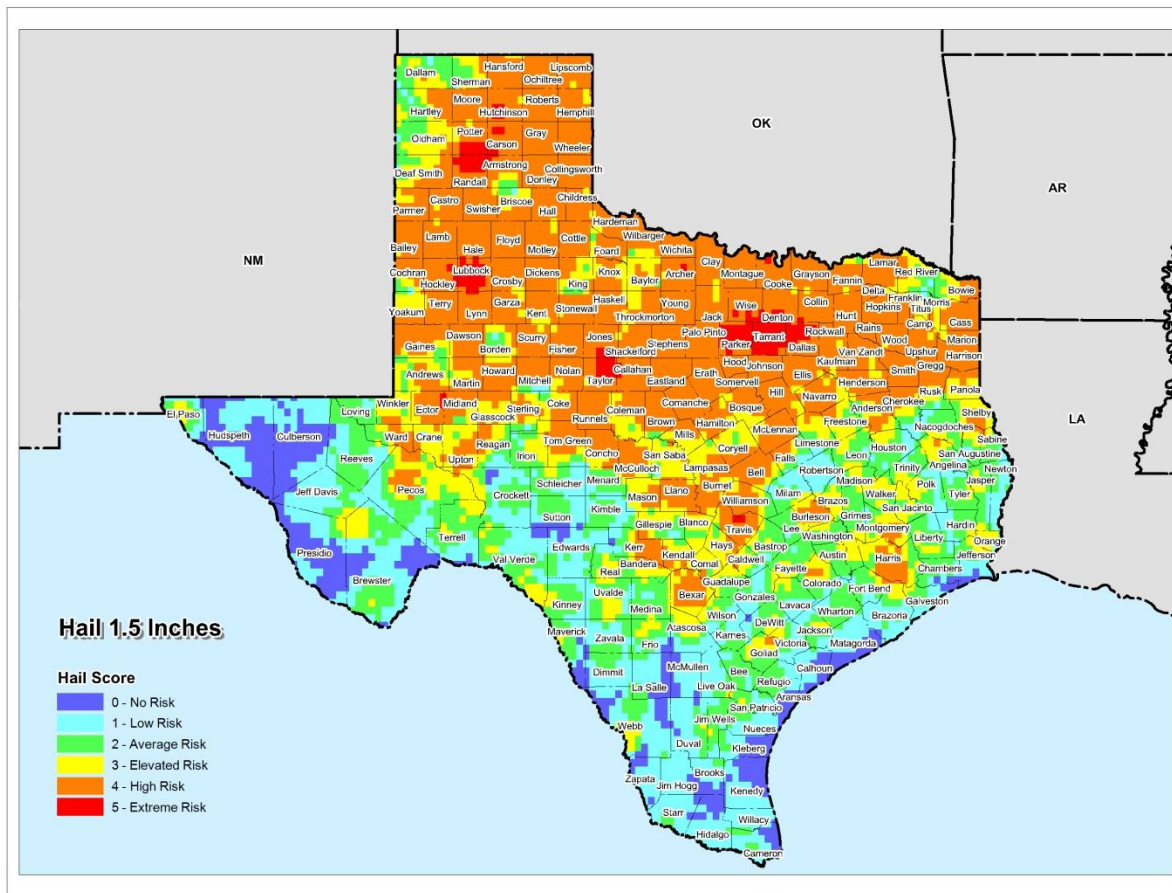 Hansford
Lipscomb
Dallam
Sherman
Ochiltree
Moore
Roberts
Hartley
Hutchinson
Hemphill
OK
Potter
Gray
Oldham
Carson
Wheeler
AR
Armstrong
Deaf Smith
Randall
Donley
Collingsworth
Castro
Briscoe
Childress
Parmer
Swisher
Hall
Hardeman
Lamb
Floyd
Cottle
Wilbarger
Bailey
Hale
Motley
Foard
Wichita
NM
Clay
Lamar
Cochran
Lubbock
Dickens
Knox
Archer
Montague
Grayson
Fannin
Red River
Hockley
Crosby
King
Baylor
Cooke
Delta
Bowie
Terry
Garza
Stonewall
Haskell
Young
Wise
Collin
Franklin
Morris
Yoakum
Lynn
Kent
Throckmorton
Jack
Denton
Hunt
Hopkins
Titus
Dawson
Scurry
Jones
Palo Pinto
Tarrant
Rockwall
Rains
Camp
Cass
Gaines
Borden
Fisher
Shackelford
Stephens
Parker
Dallas
Wood
Upshur
Marion
Andrews
Howard
Nolan
Callahan
Hood
Johnson
Van Zandt
Kaufman
Smith
Gregg
Harrison
Martin
Mitchell
Taylor
Eastland
Erath
Somervell
Ellis
Henderson
Rusk
Panola
Loving
Winkler
Ector
Midland
Sterling
Coke
Coleman
Comanche
Bosque
Hill
Navarro
Anderson
Cherokee
Shelby
El Paso
Glasscock
Runnels
Brown
Hamilton
McLennan
Freestone
Nacogdoches
LA
Hudspeth
Culberson
Ward
Crane
Reagan
Irion
Tom Green
Concho
Mills
Coryell
Limestone
Houston
Sabine
Reeves
Upton
San Saba
Lampasas
Falls
Leon
San Augustine
McCulloch
Bell
Robertson
Trinity
Angelina
Newton
Jeff Davis
Pecos
Crockett
Schleicher
Menard
Mason
Llano
Burnet
Williamson
Milam
Madison
Polk
Jasper
Brazos
Walker
Tyler
Kimble
Sutton
Gillespie
Blanco
Travis
Burleson
Grimes
San Jacinto
Lee
Montgomery
Hardin
Terrell
Edwards
Kerr
Hays
Bastrop
Washington
Liberty
Orange
Presidio
Val Verde
Kendall
Comal
Caldwell
Austin
Harris
Jefferson
Brewster
Real
Bandera
Fayette
Chambers
Uvalde
Guadalupe
Colorado
Fort Bend
Kinney
Medina
Bexar
Gonzales
Lavaca
Galveston
Wilson
Wharton
Brazoria
Maverick
Atascosa
DeWitt
Zavala
Frio
Karnes
Jackson
Matagorda
Victoria
Goliad
Dimmit
McMullen
Bee
Calhoun
La Salle
Live Oak
Refugio
Aransas
San Patricio
Webb
Jim Wells
Nueces
Duval
Kleberg
Zapata
Brooks
Jim Hogg
Kenedy
Starr
Willacy
Hidalgo
Cameron
Hail 1.5 Inches
Hail Score
0 - No Risk
1 - Low Risk
2 - Average Risk
3 - Elevated Risk
4 - High Risk
5 - Extreme Risk